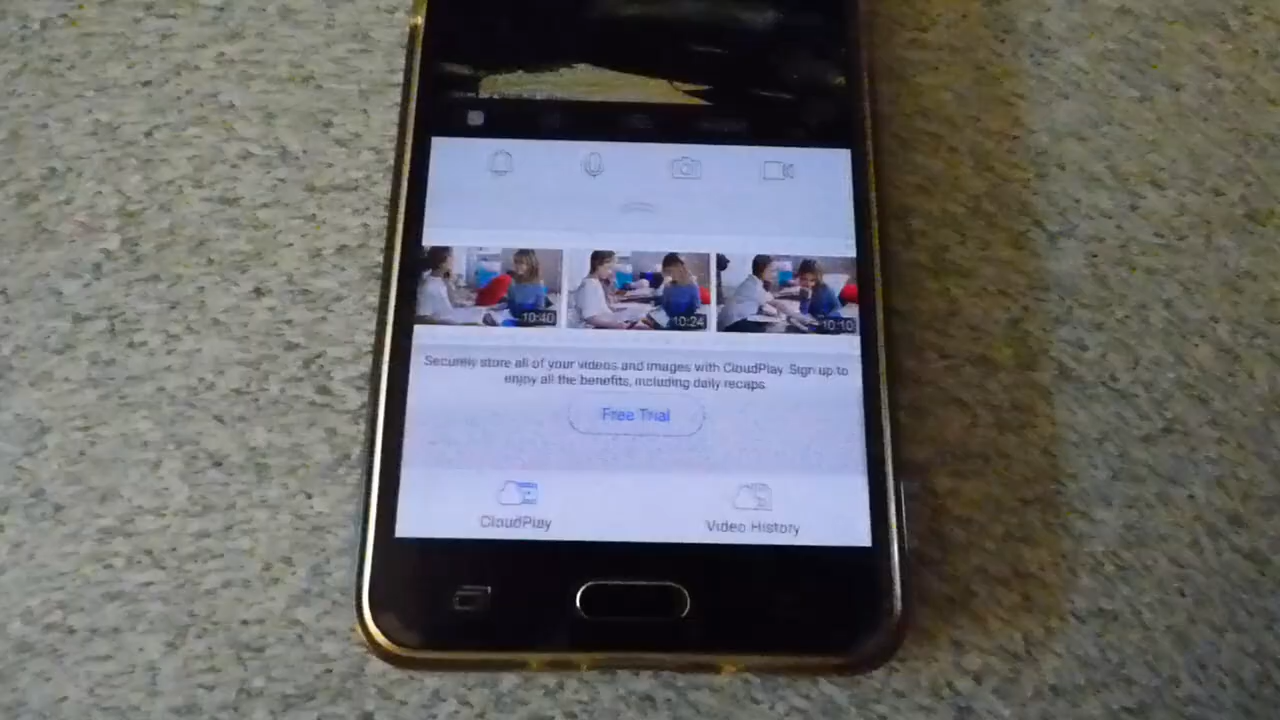 10:40 10:24 10:10
Securely store all of your videos and images with CloudPlay. Sign up to
enjoy all the benefits, including daily recaps
Free Trial
CloudPlay Video History